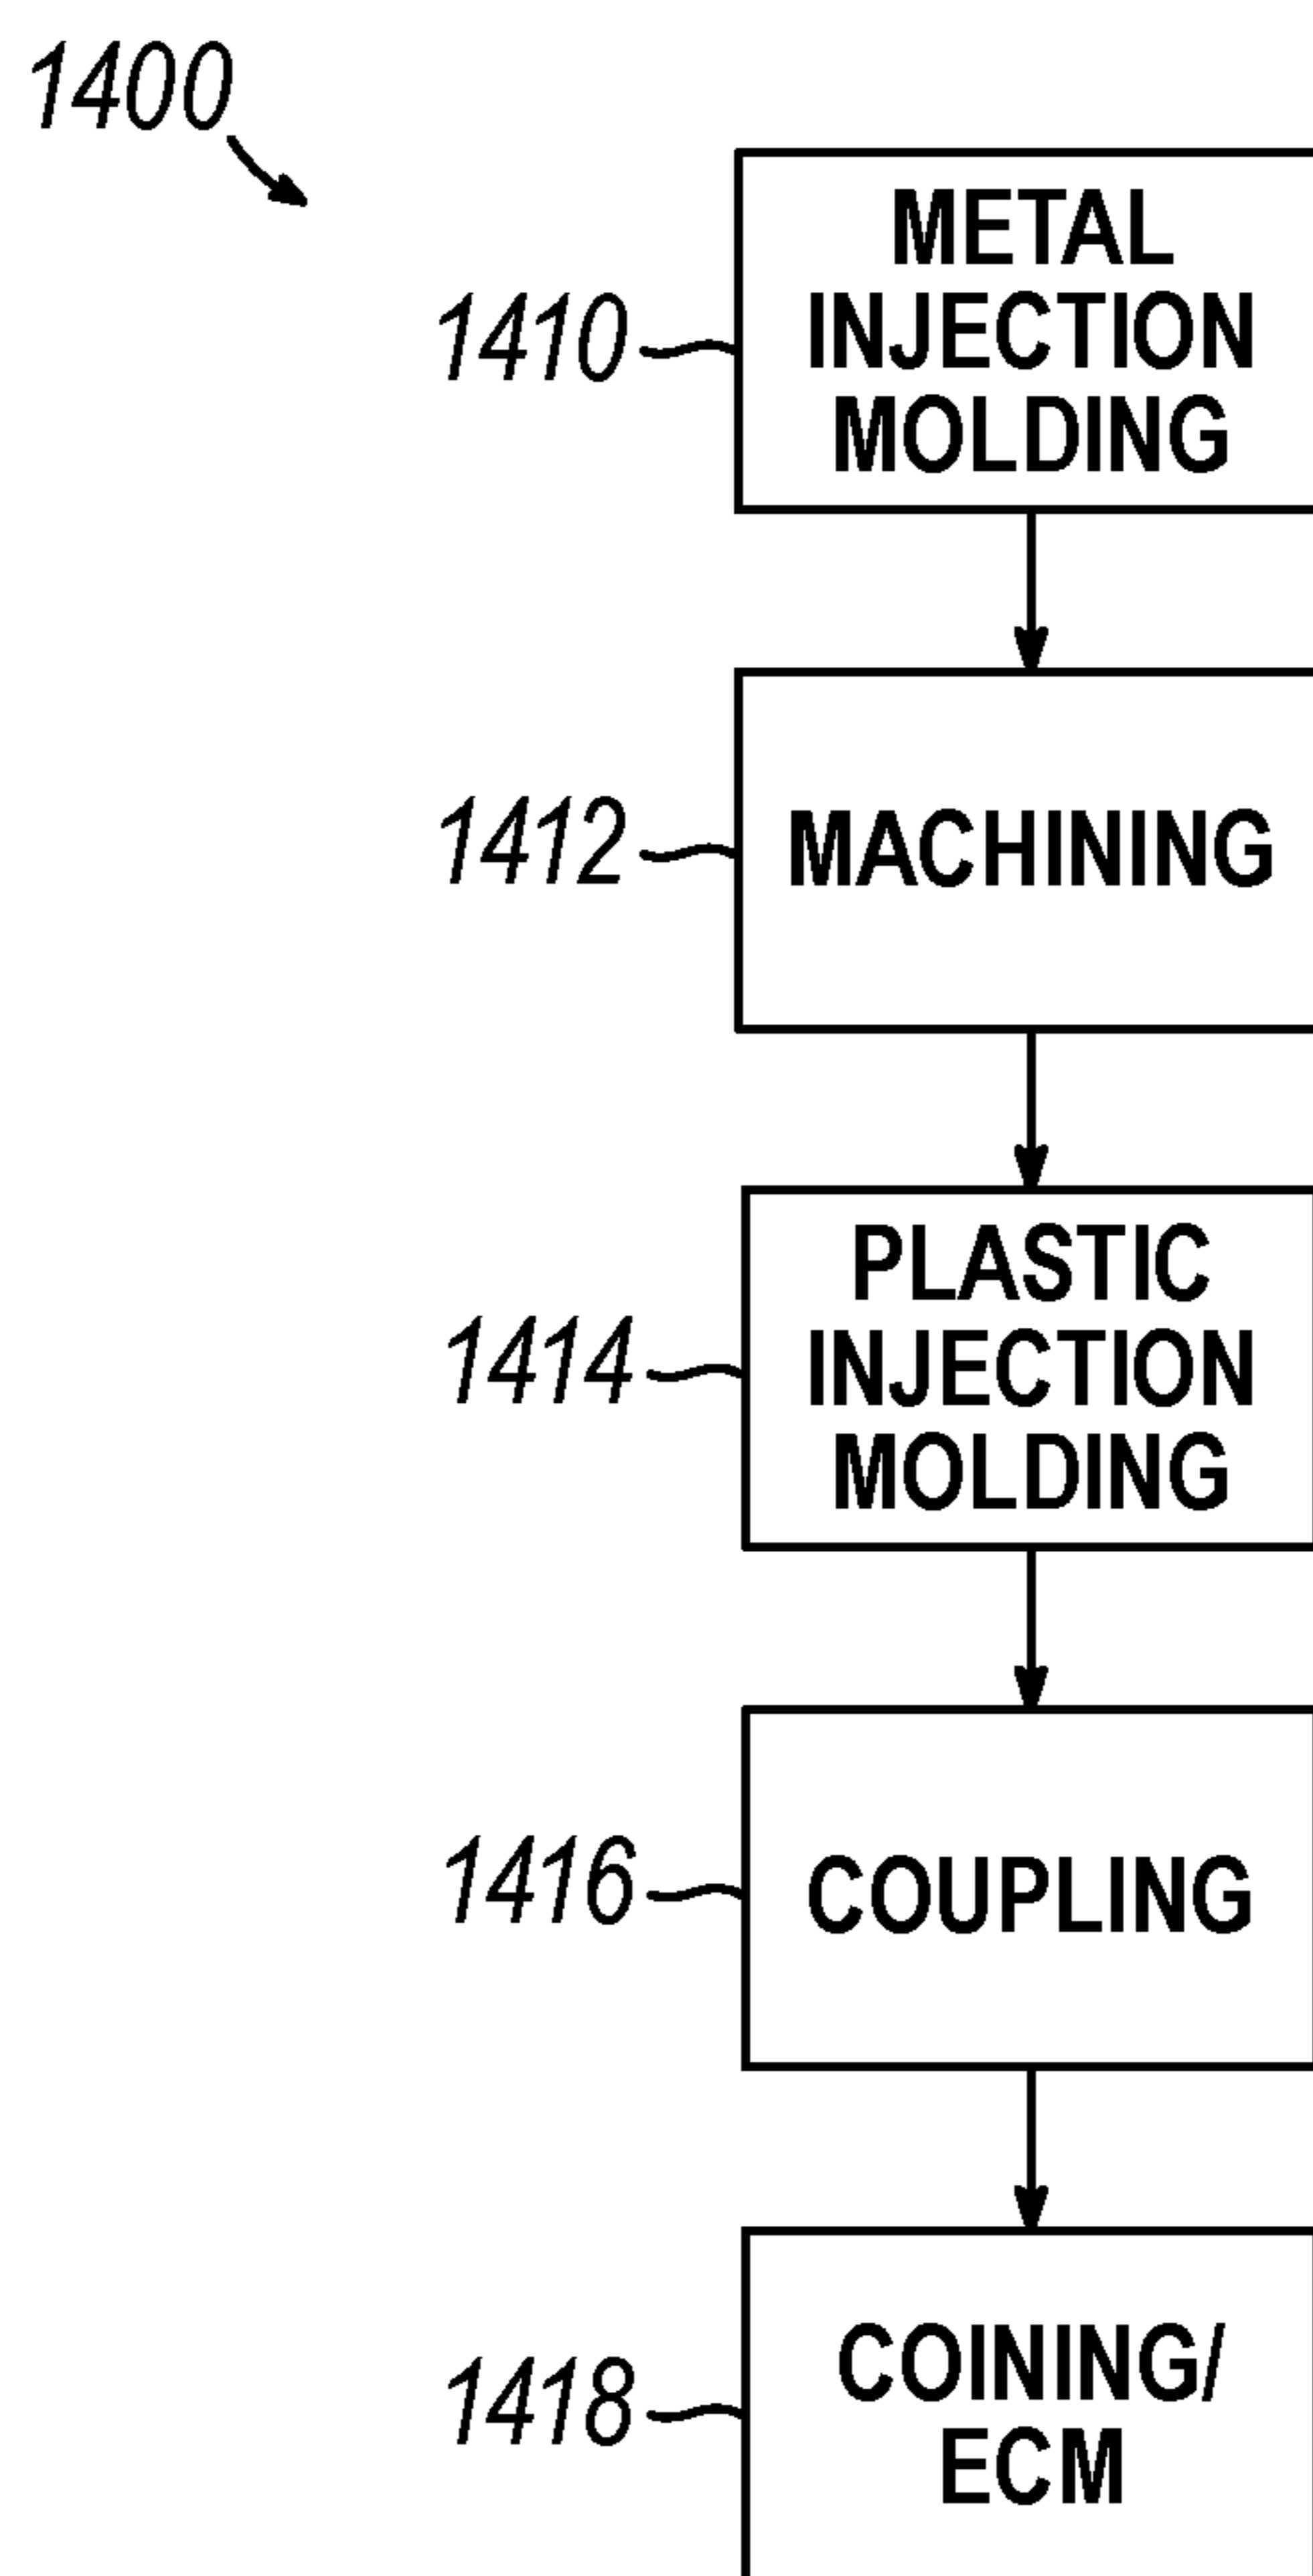 1400
1410
METAL
INJECTION
MOLDING
1412
MACHINING
1414
PLASTIC
INJECTION
MOLDING
1416
COUPLING
1418
COINING/
ECM